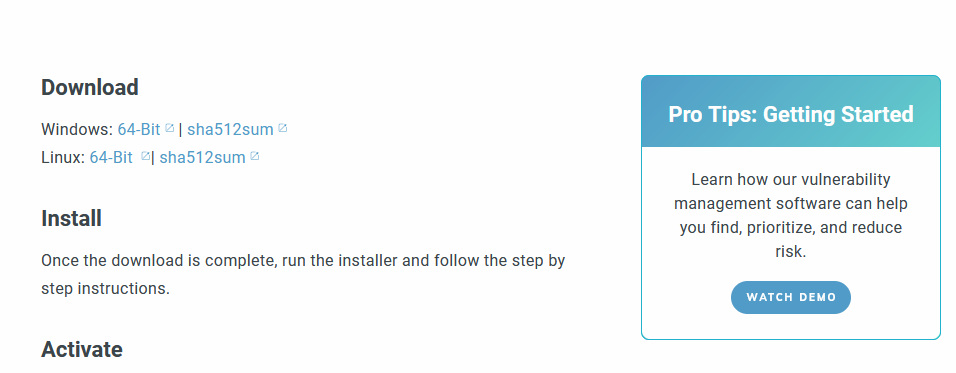 Download
Windows: 64-Bit | sha512sum
Linux: 64-Bit | sha512sum
Install
Once the download is complete, run the installer and follow the step by
step instructions.
Activate
Pro Tips: Getting Started
Learn how our vulnerability
management software can help
you find, prioritize, and reduce
risk.
WATCH DEMO